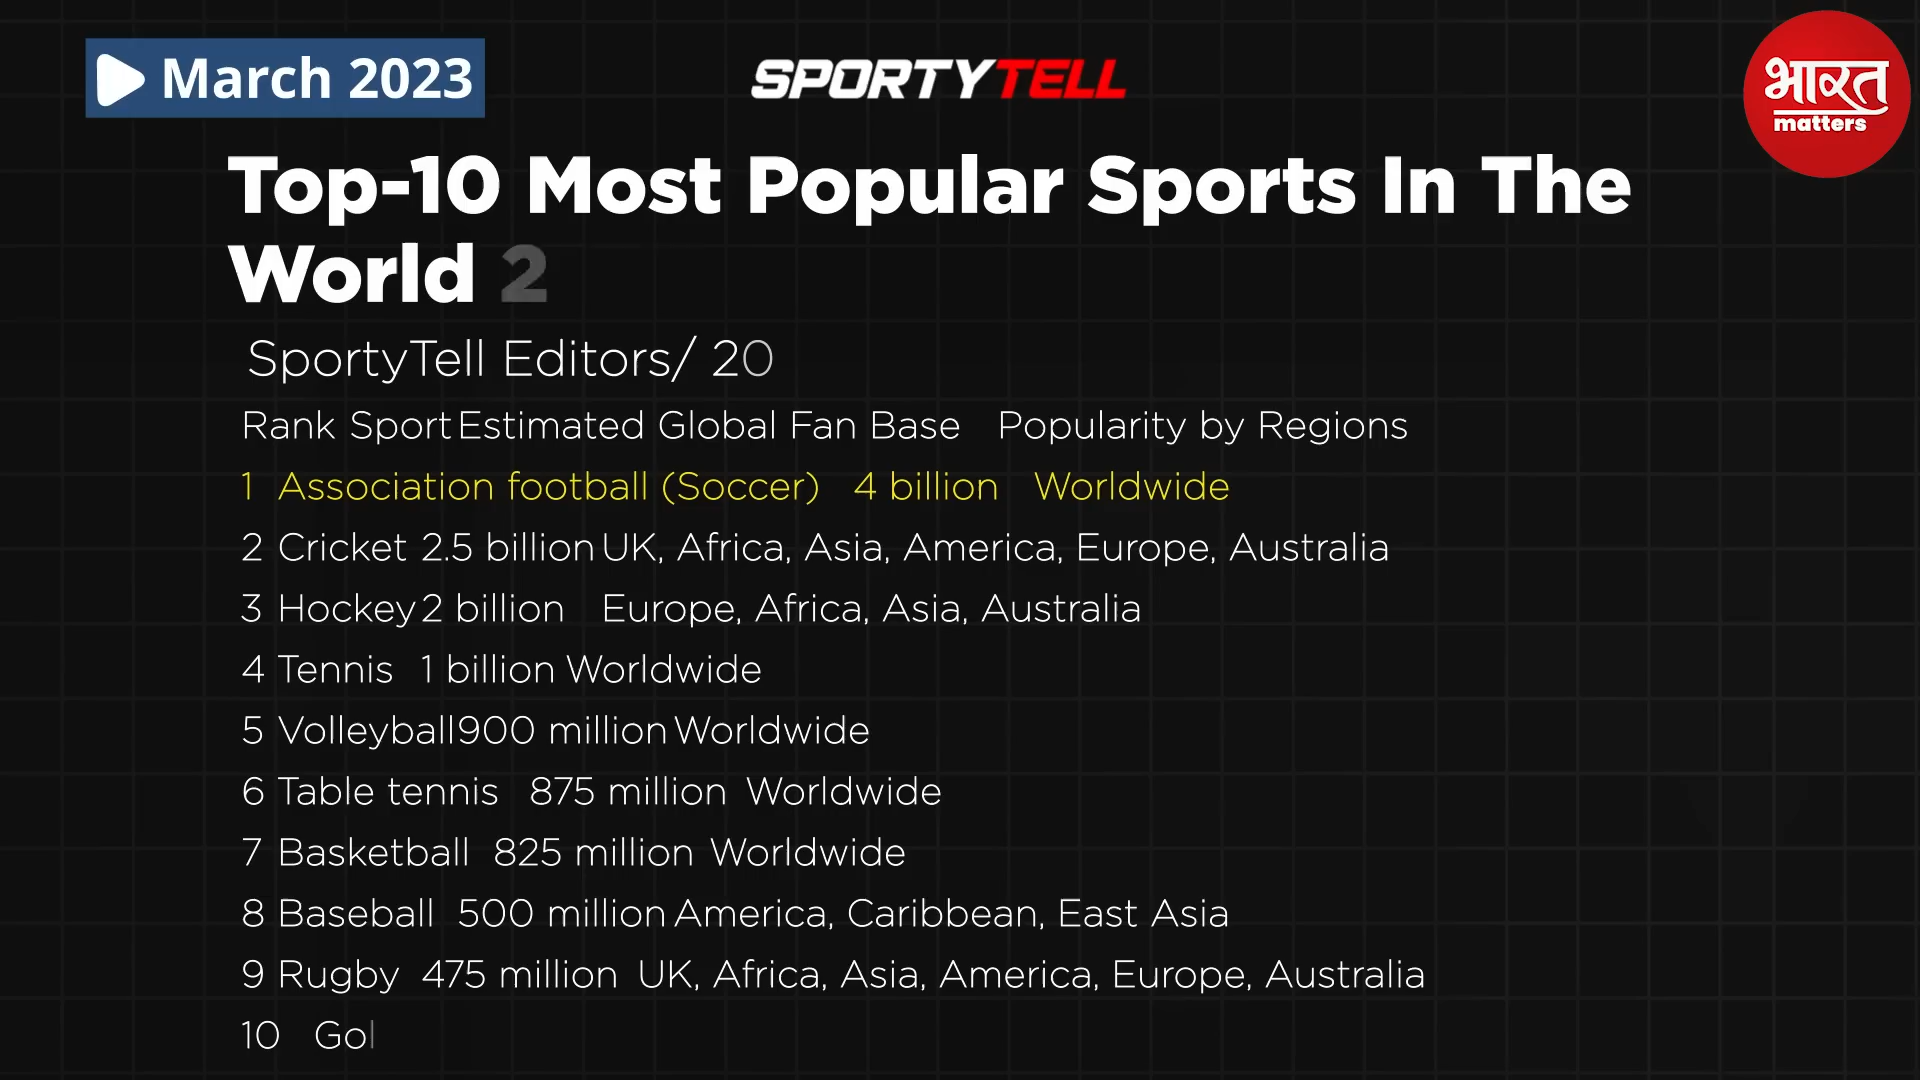 March 2023
SPORTYTELL
भारत
matters
Top-10 Most Popular Sports In The
World 2
SportyTell Editors/ 20
Rank Sport Estimated Global Fan Base Popularity by Regions
1 Association football (Soccer) 4 billion Worldwide
2 Cricket 2.5 billion UK, Africa, Asia, America, Europe, Australia
3 Hockey 2 billion Europe, Africa, Asia, Australia
4 Tennis 1 billion Worldwide
5 Volleyball 900 million Worldwide
6 Table tennis 875 million Worldwide
7 Basketball 825 million Worldwide
8 Baseball 500 million America, Caribbean, East Asia
9 Rugby 475 million UK, Africa, Asia, America, Europe, Australia
10 Gol